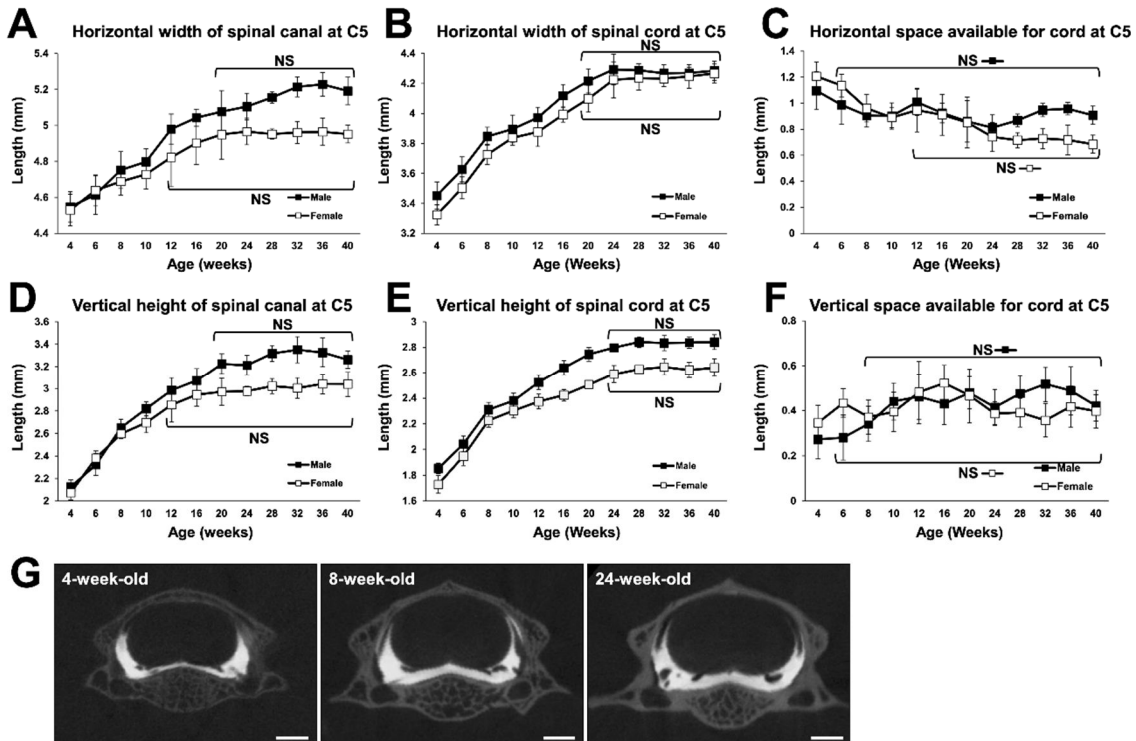 A
Horizontal width of spinal canal at C5
Length (mm)
5.4
5.2
5
4.8
4.6
4.4
NS
NS
Male
Female
4 6 8 10 12 16 20 24 28 32 36 40
Age (weeks)
B
Horizontal width of spinal cord at C5
Length (mm)
4.4
4.2
4
3.8
3.6
3.4
3.2
NS
NS
Male
Female
4 6 8 10 12 16 20 24 28 32 36 40
Age (Weeks)
C
Horizontal space available for cord at C5
Length (mm)
1.4
1.2
1
0.8
0.6
0.4
0.2
0
NS
NS
Male
Female
4 6 8 10 12 16 20 24 28 32 36 40
Age (Weeks)
D
Vertical height of spinal canal at C5
Length (mm)
3.6
3.4
3.2
3
2.8
2.6
2.4
2.2
2
NS
NS
Male
Female
4 6 8 10 12 16 20 24 28 32 36 40
Age (weeks)
E
Vertical height of spinal cord at C5
Length (mm)
3
2.8
2.6
2.4
2.2
2
1.8
1.6
NS
NS
Male
Female
4 6 8 10 12 16 20 24 28 32 36 40
Age (Weeks)
F
Vertical space available for cord at C5
Length (mm)
0.8
0.6
0.4
0.2
0
NS
NS
Male
Female
4 6 8 10 12 16 20 24 28 32 36 40
Age (Weeks)
G
4-week-old
8-week-old
24-week-old